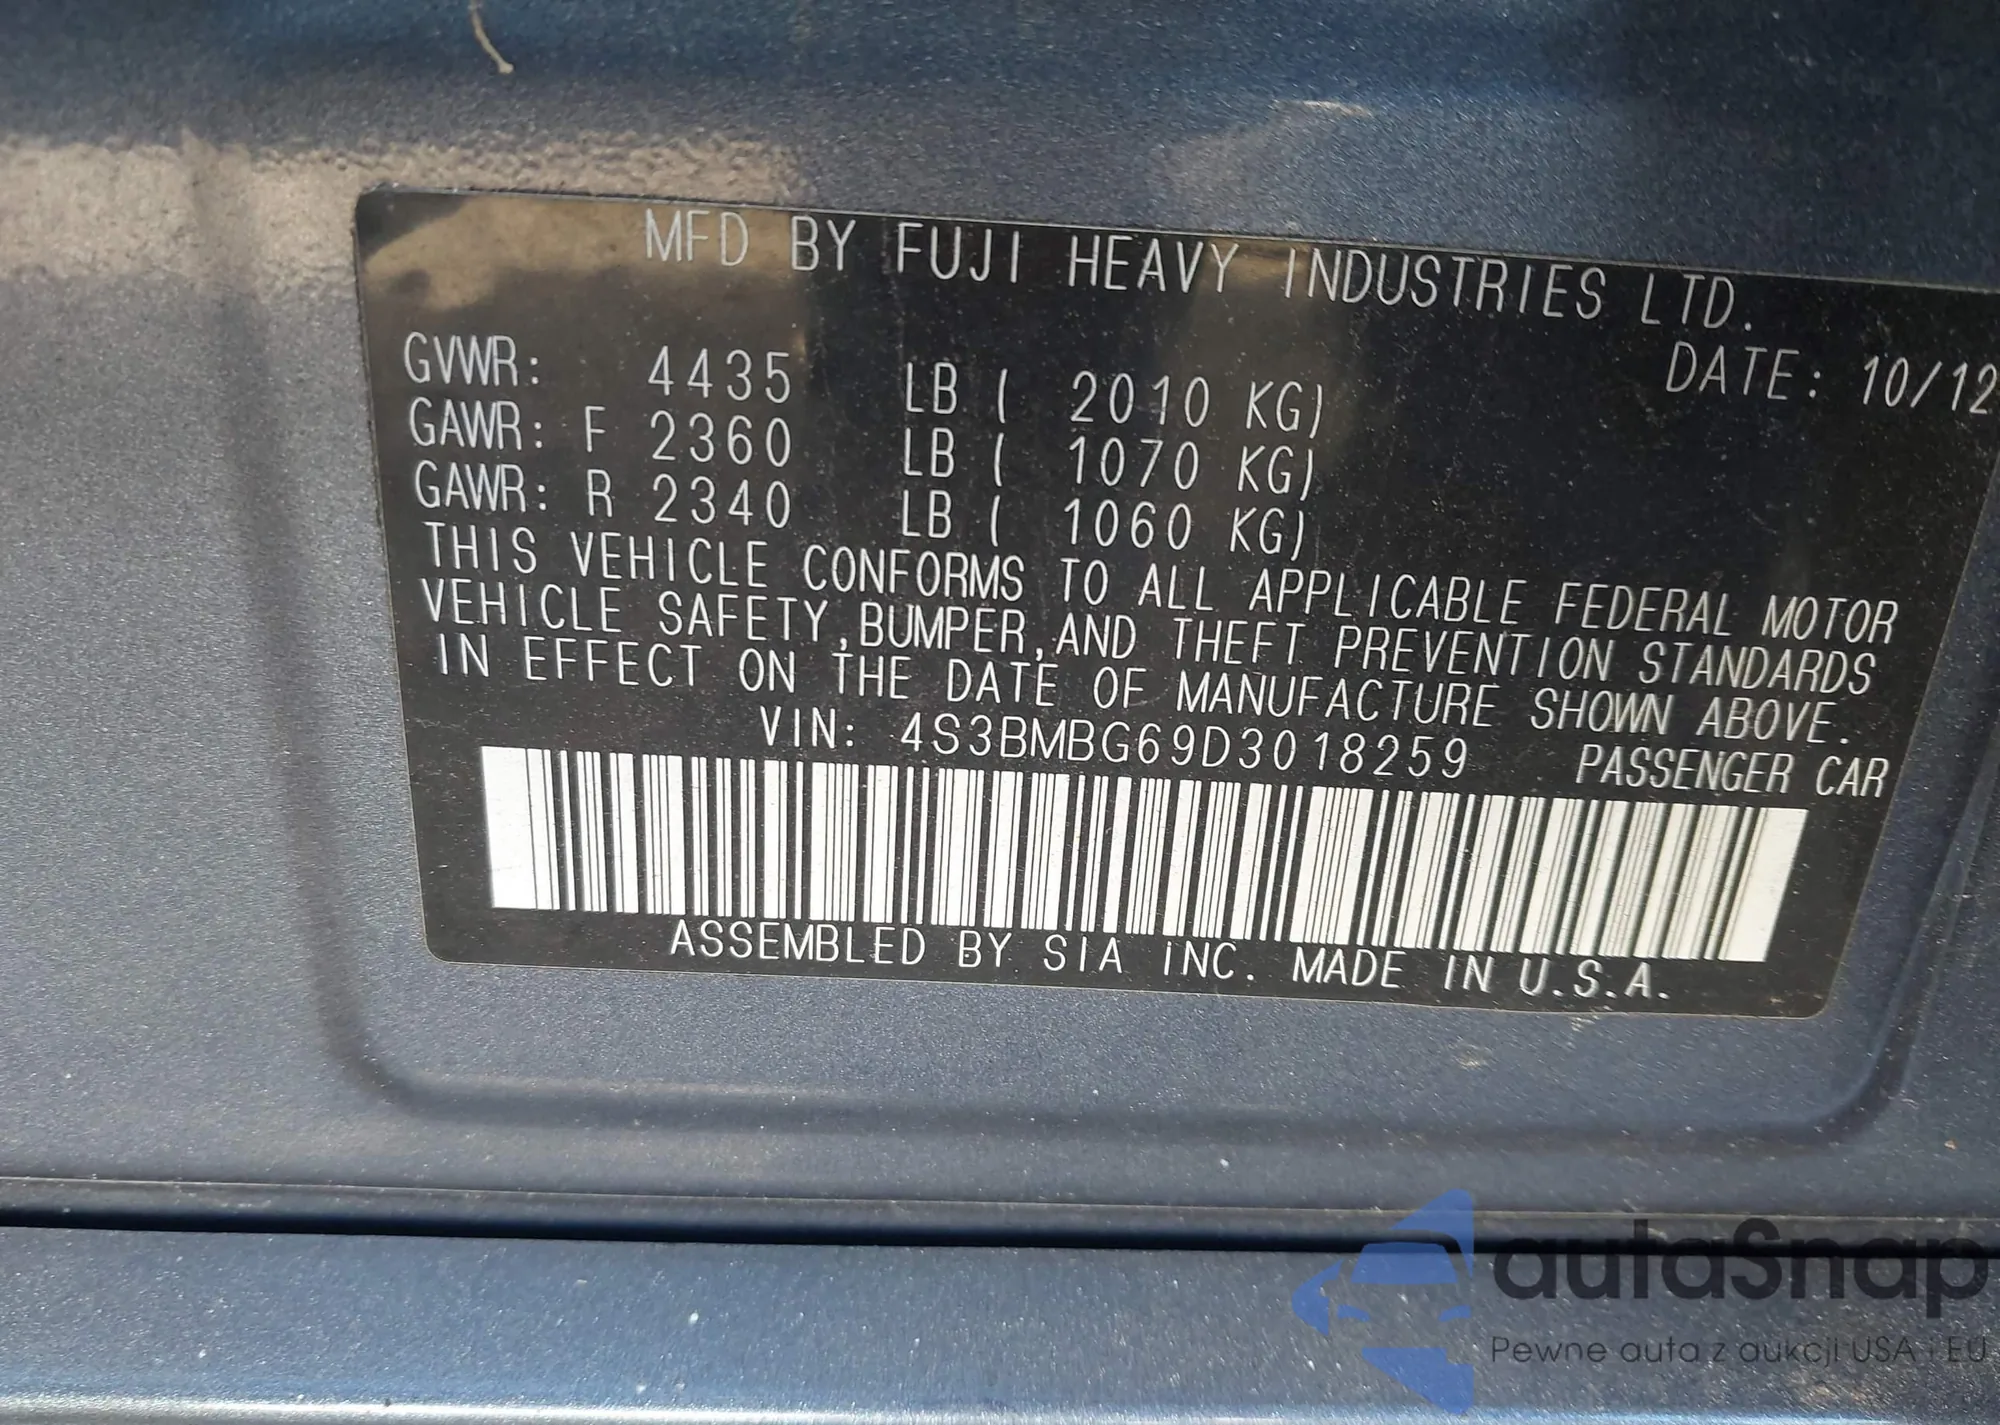 MFD BY FUJI HEAVY INDUSTRIES LTD.
DATE: 10/12
GVWR: 4435 LB ( 2010 KG)
GAWR: F 2360 LB ( 1070 KG)
GAWR: R 2340 LB ( 1060 KG)
THIS VEHICLE CONFORMS TO ALL APPLICABLE FEDERAL MOTOR
VEHICLE SAFETY,BUMPER,AND THEFT PREVENTION STANDARDS
IN EFFECT ON THE DATE OF MANUFACTURE SHOWN ABOVE.
VIN: 4S3BMBG69D3018259 PASSENGER CAR
ASSEMBLED BY SIA INC. MADE IN U.S.A.
autaSnap
Pewne auta z aukcji USA i EU